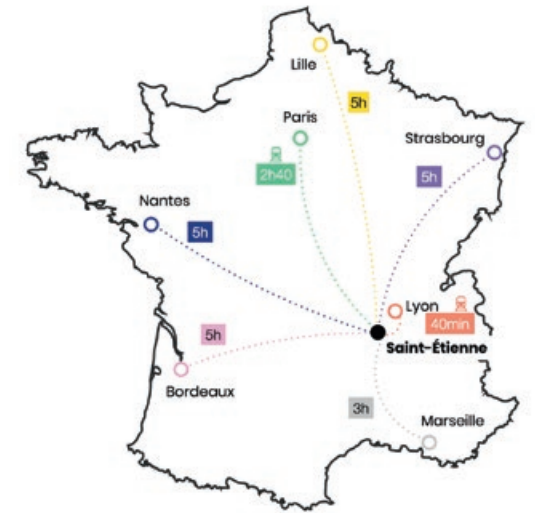 Lille
5h
Paris
Strasbourg
2h40
5h
Nantes
5h
Lyon
40min
5h
Saint-Étienne
Bordeaux
3h
Marseille